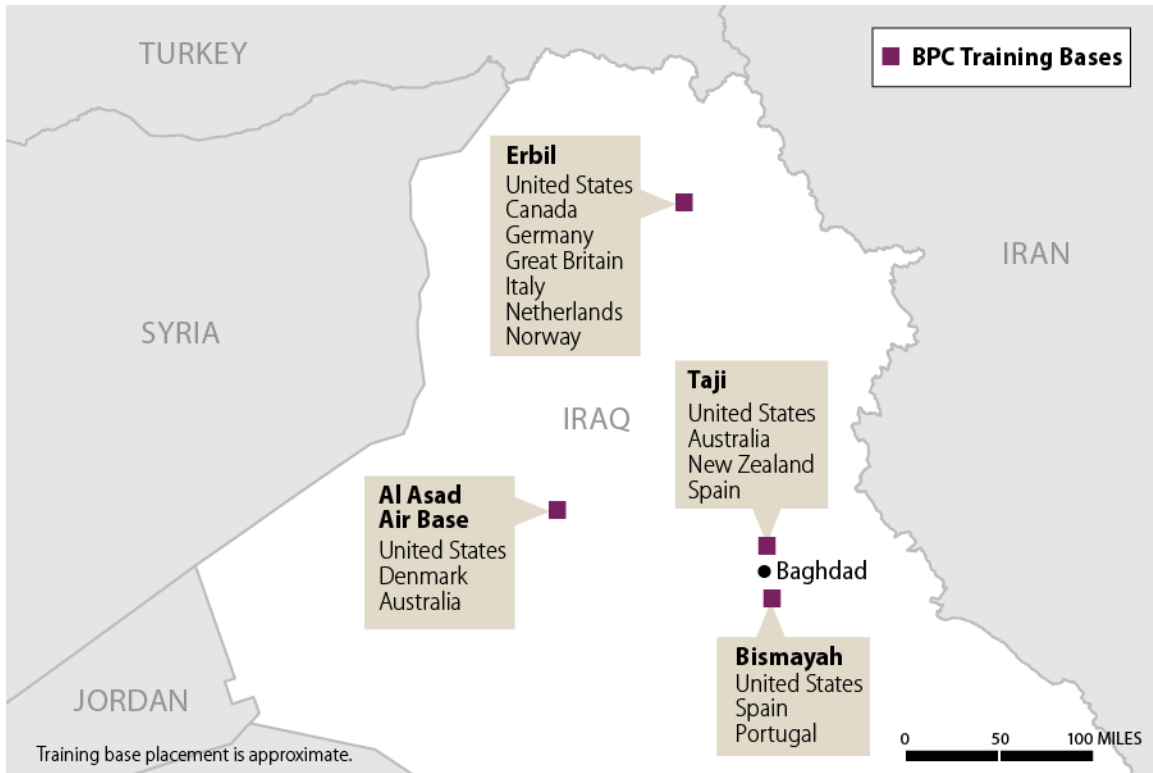 TURKEY
BPC Training Bases
Erbil
United States
Canada
Germany
Great Britain
Italy
Netherlands
Norway
IRAN
SYRIA
Taji
United States
Australia
New Zealand
Spain
IRAQ
Al Asad
Air Base
United States
Denmark
Australia
Baghdad
Bismayah
United States
Spain
Portugal
JORDAN
0 50 100 MILES
Training base placement is approximate.